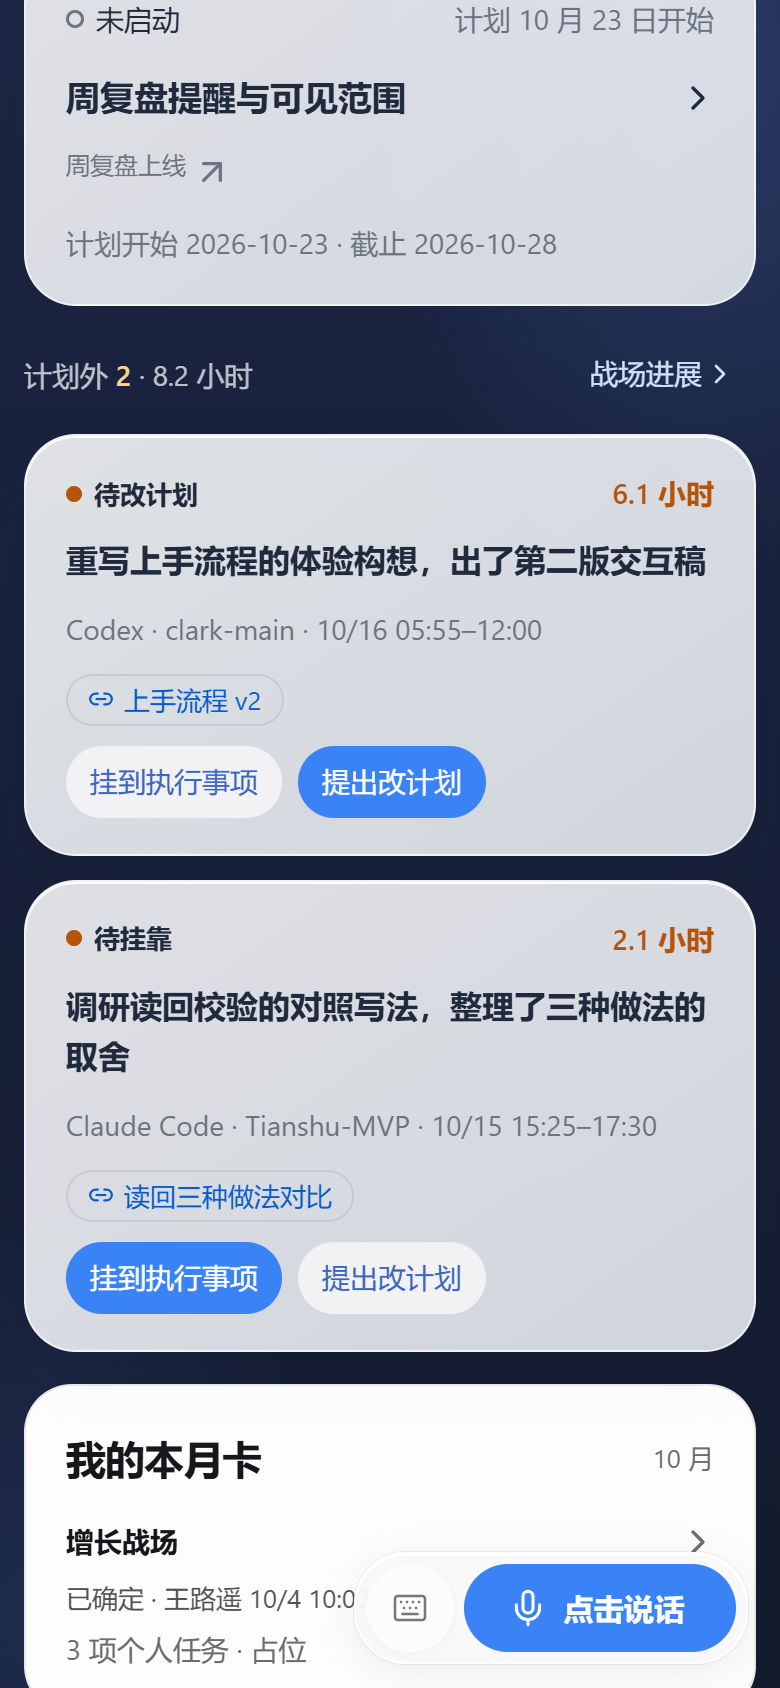 未启动
计划 10 月 23 日开始
周复盘提醒与可见范围
周复盘上线
计划开始 2026-10-23 · 截止 2026-10-28
计划外 2 · 8.2 小时
战场进展
待改计划
6.1 小时
重写上手流程的体验构想，出了第二版交互稿
Codex · clark-main · 10/16 05:55–12:00
上手流程 v2
挂到执行事项
提出改计划
待挂靠
2.1 小时
调研读回校验的对照写法，整理了三种做法的
取舍
Claude Code · Tianshu-MVP · 10/15 15:25–17:30
读回三种做法对比
挂到执行事项
提出改计划
我的本月卡
10 月
增长战场
已确定 · 王路遥 10/4 10:0
3 项个人任务 · 占位
点击说话